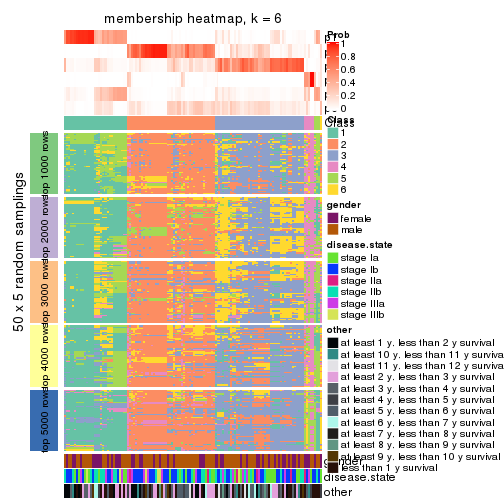 membership heatmap, k = 6
Prob
1
0.8
0.6
0.4
0.2
0
Class
Class
1
2
3
4
5
6
gender
female
male
disease.state
stage Ia
stage Ib
stage IIa
stage IIb
stage IIIa
stage IIIb
other
at least 1 y. less than 2 y survival
at least 10 y. less than 11 y survival
at least 11 y. less than 12 y survival
at least 2 y. less than 3 y survival
at least 3 y. less than 4 y survival
at least 4 y. less than 5 y survival
at least 5 y. less than 6 y survival
at least 6 y. less than 7 y survival
at least 7 y. less than 8 y survival
at least 8 y. less than 9 y survival
at least 9 y. less than 10 y survival
less than 1 y survival
50 x 5 random samplings
top 1000 rows
top 2000 rows
top 3000 rows
top 4000 rows
top 5000 rows
gender
disease.state
other